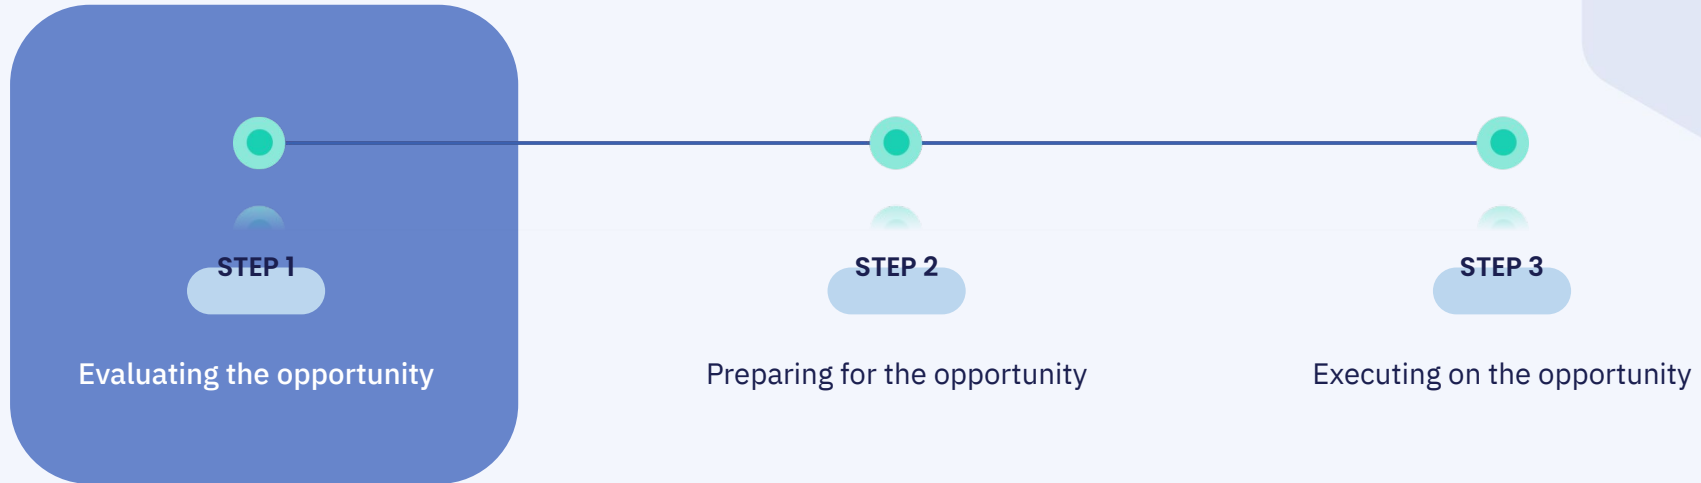 STEP 1
STEP 2
STEP 3
Evaluating the opportunity
Preparing for the opportunity
Executing on the opportunity